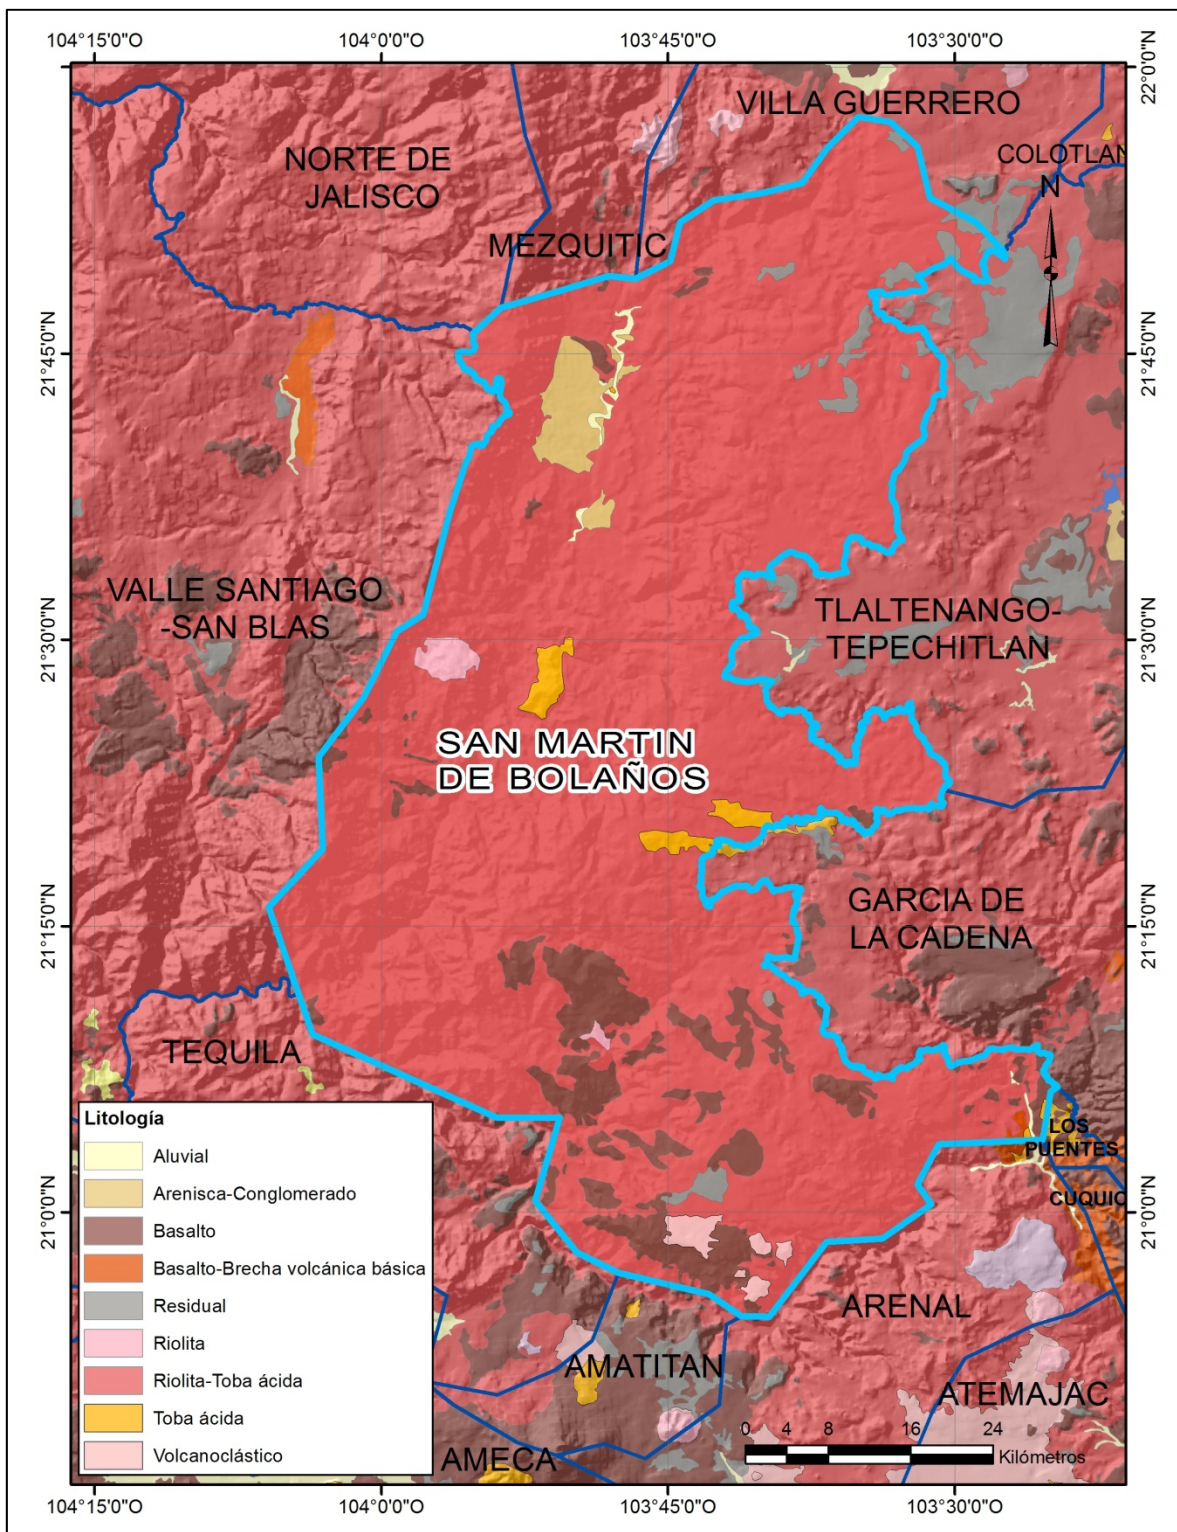 104°15'0"O
104°0'0"O
103°45'0"O
103°30'0"O
22°0'0"N
22°0'0"N
VILLA GUERRERO
COLOTLAN
NORTE DE
JALISCO
N
MEZQUITIC
21°45'0"N
21°45'0"N
VALLE SANTIAGO
-SAN BLAS
TLALTENANGO-
TEPECHITLAN
21°30'0"N
21°30'0"N
SAN MARTIN
DE BOLAÑOS
GARCIA DE
LA CADENA
21°15'0"N
21°15'0"N
TEQUILA
LOS
PUENTES
CUQUIO
21°0'0"N
21°0'0"N
Litología
Aluvial
Arenisca-Conglomerado
Basalto
Basalto-Brecha volcánica básica
Residual
Riolita
Riolita-Toba ácida
Toba ácida
Volcanoclástico
ARENAL
AMATITAN
ATEMAJAC
AMECA
0 4 8 16 24
Kilómetros
104°15'0"O
104°0'0"O
103°45'0"O
103°30'0"O